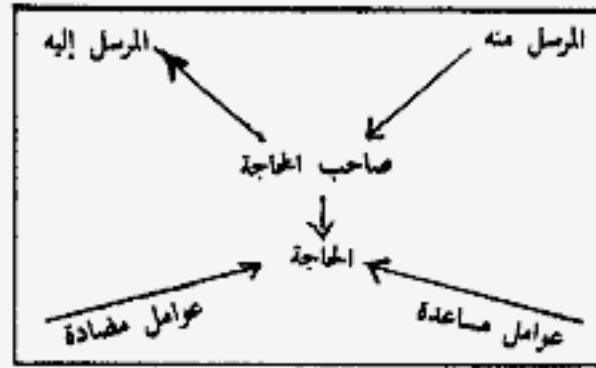 المرسل منه
المرسل إليه
صاحب الحاجة
الحاجة
عوامل مساعدة
عوامل مضادة